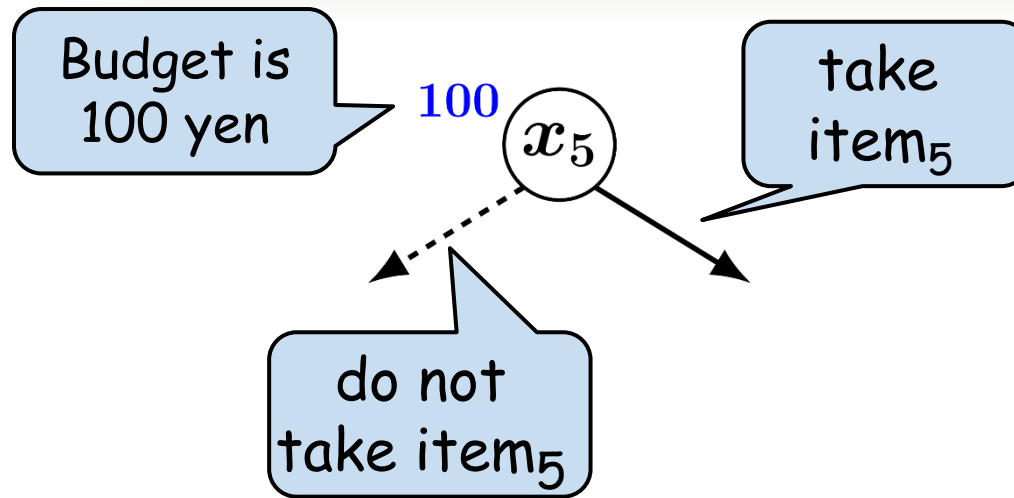 Budget is
100 yen
100
x₅
take
item₅
do not
take item₅